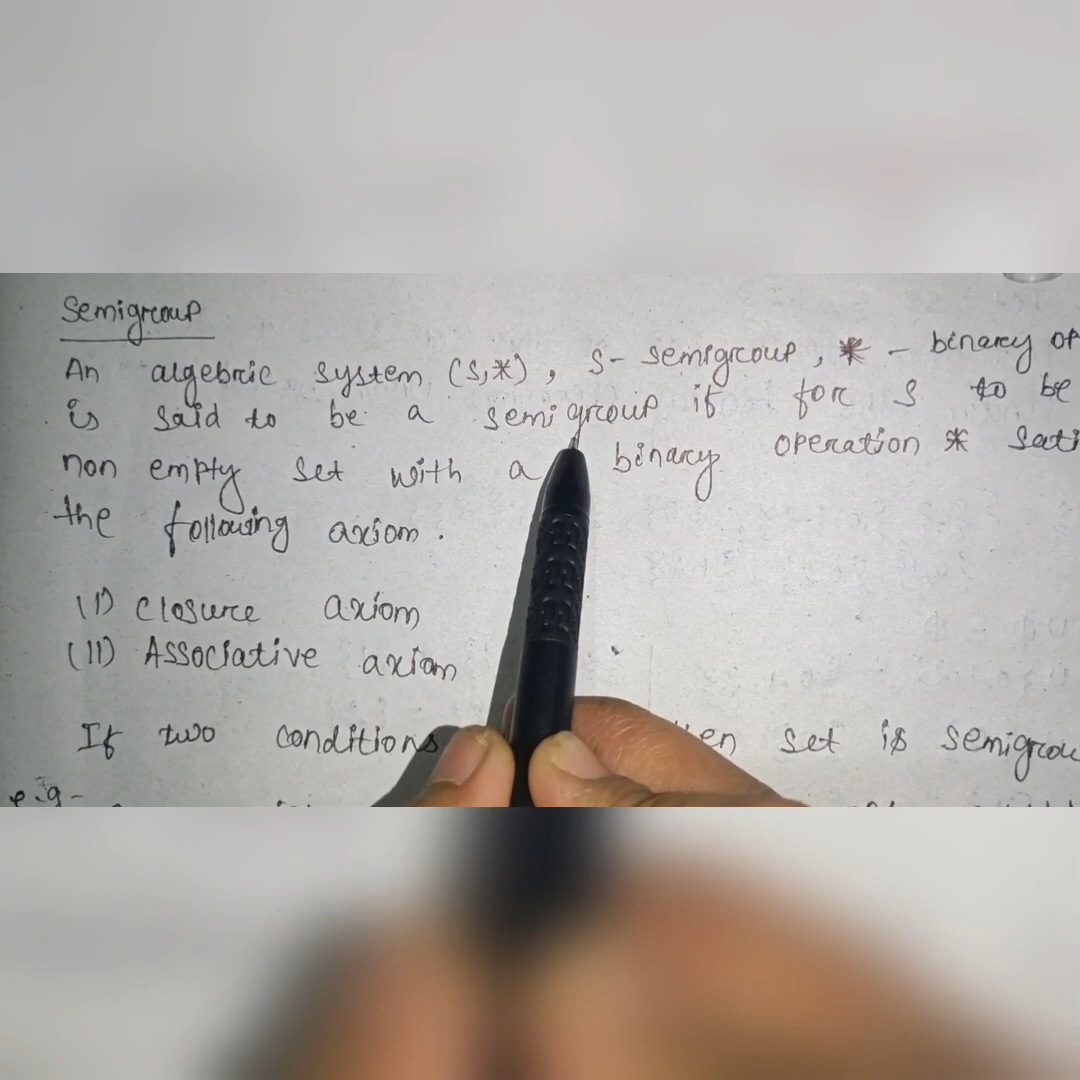 Semigroup
An algebric system (S,*), S- semigroup, * - binary op
is said to be a semigroup if for S to be
non empty set with a binary operation * sati
the following axiom.
(I) Closure axiom
(II) Associative axiom
If two conditions en set is semigrou
e.g-